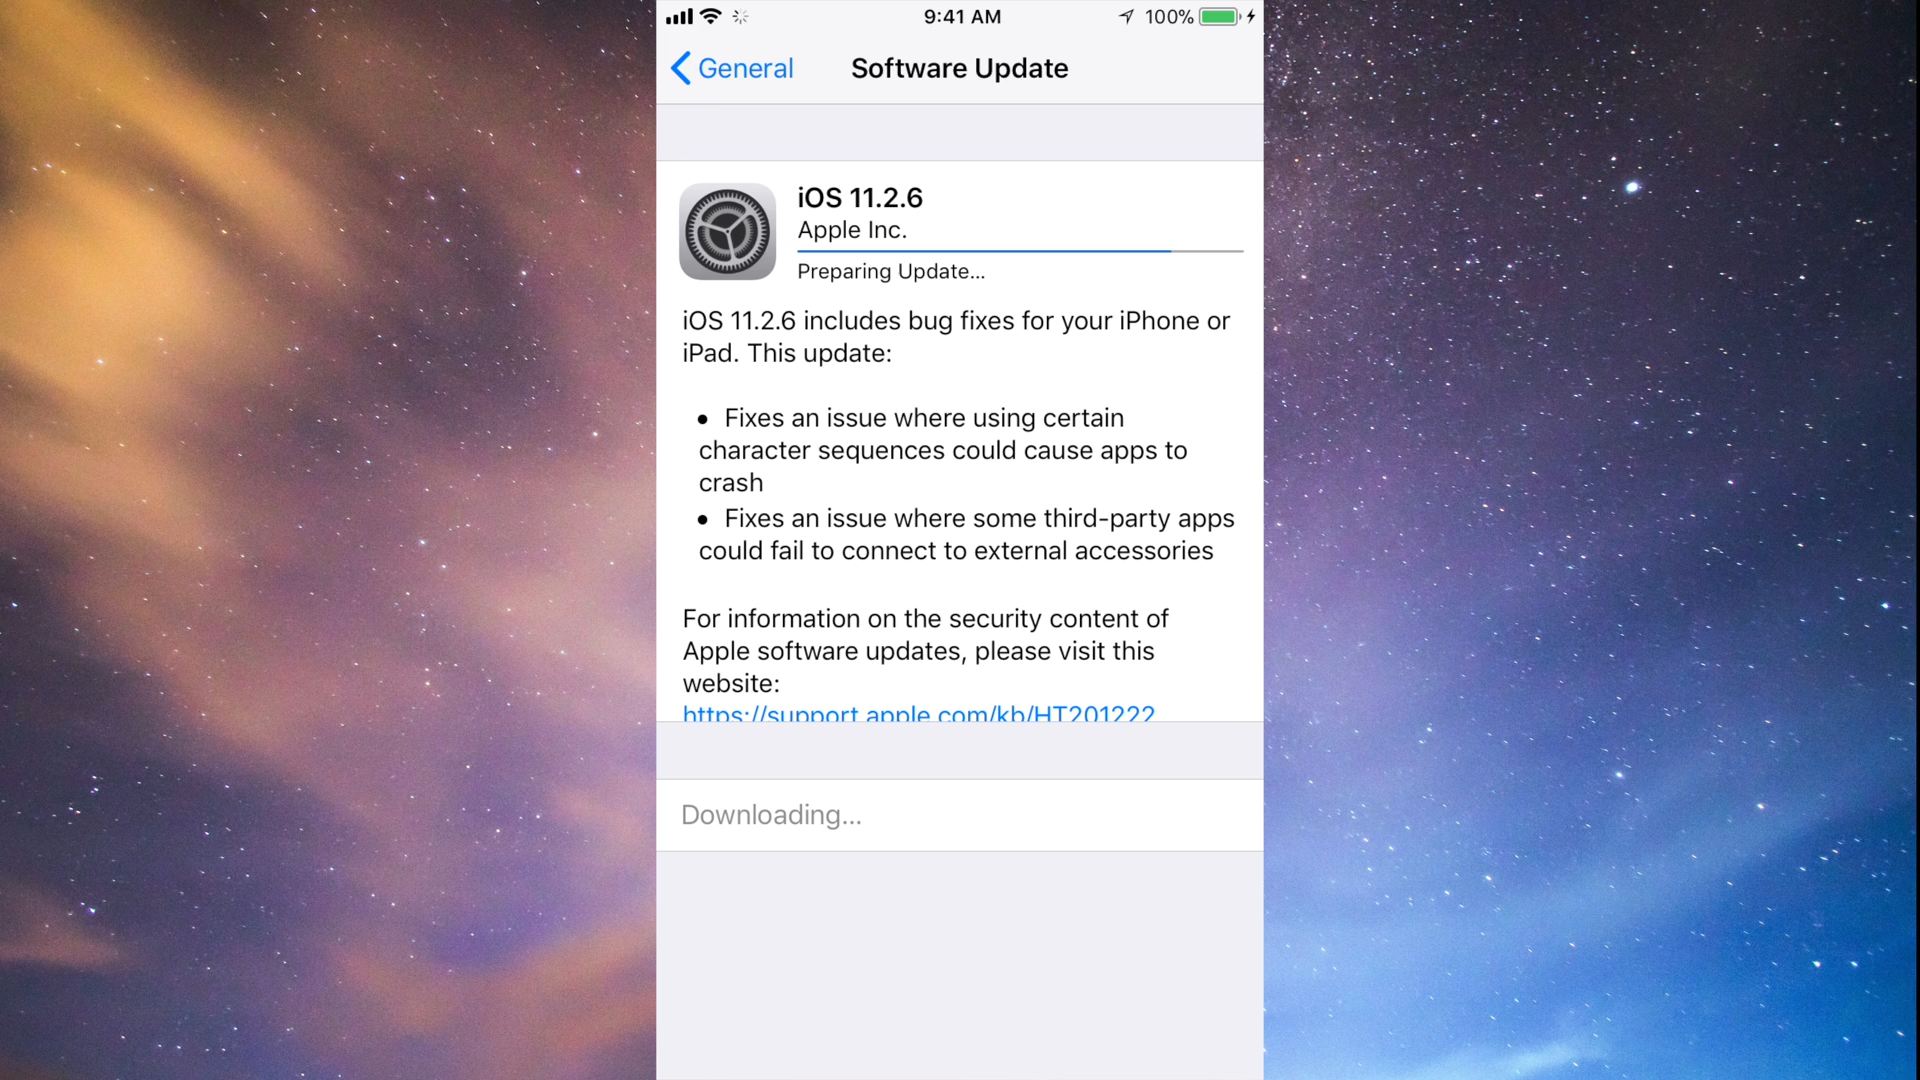 9:41 AM
100%
General
Software Update
iOS 11.2.6
Apple Inc.
Preparing Update...
iOS 11.2.6 includes bug fixes for your iPhone or
iPad. This update:
• Fixes an issue where using certain
character sequences could cause apps to
crash
• Fixes an issue where some third-party apps
could fail to connect to external accessories
For information on the security content of
Apple software updates, please visit this
website:
https://support.apple.com/kb/HT201222
Downloading...